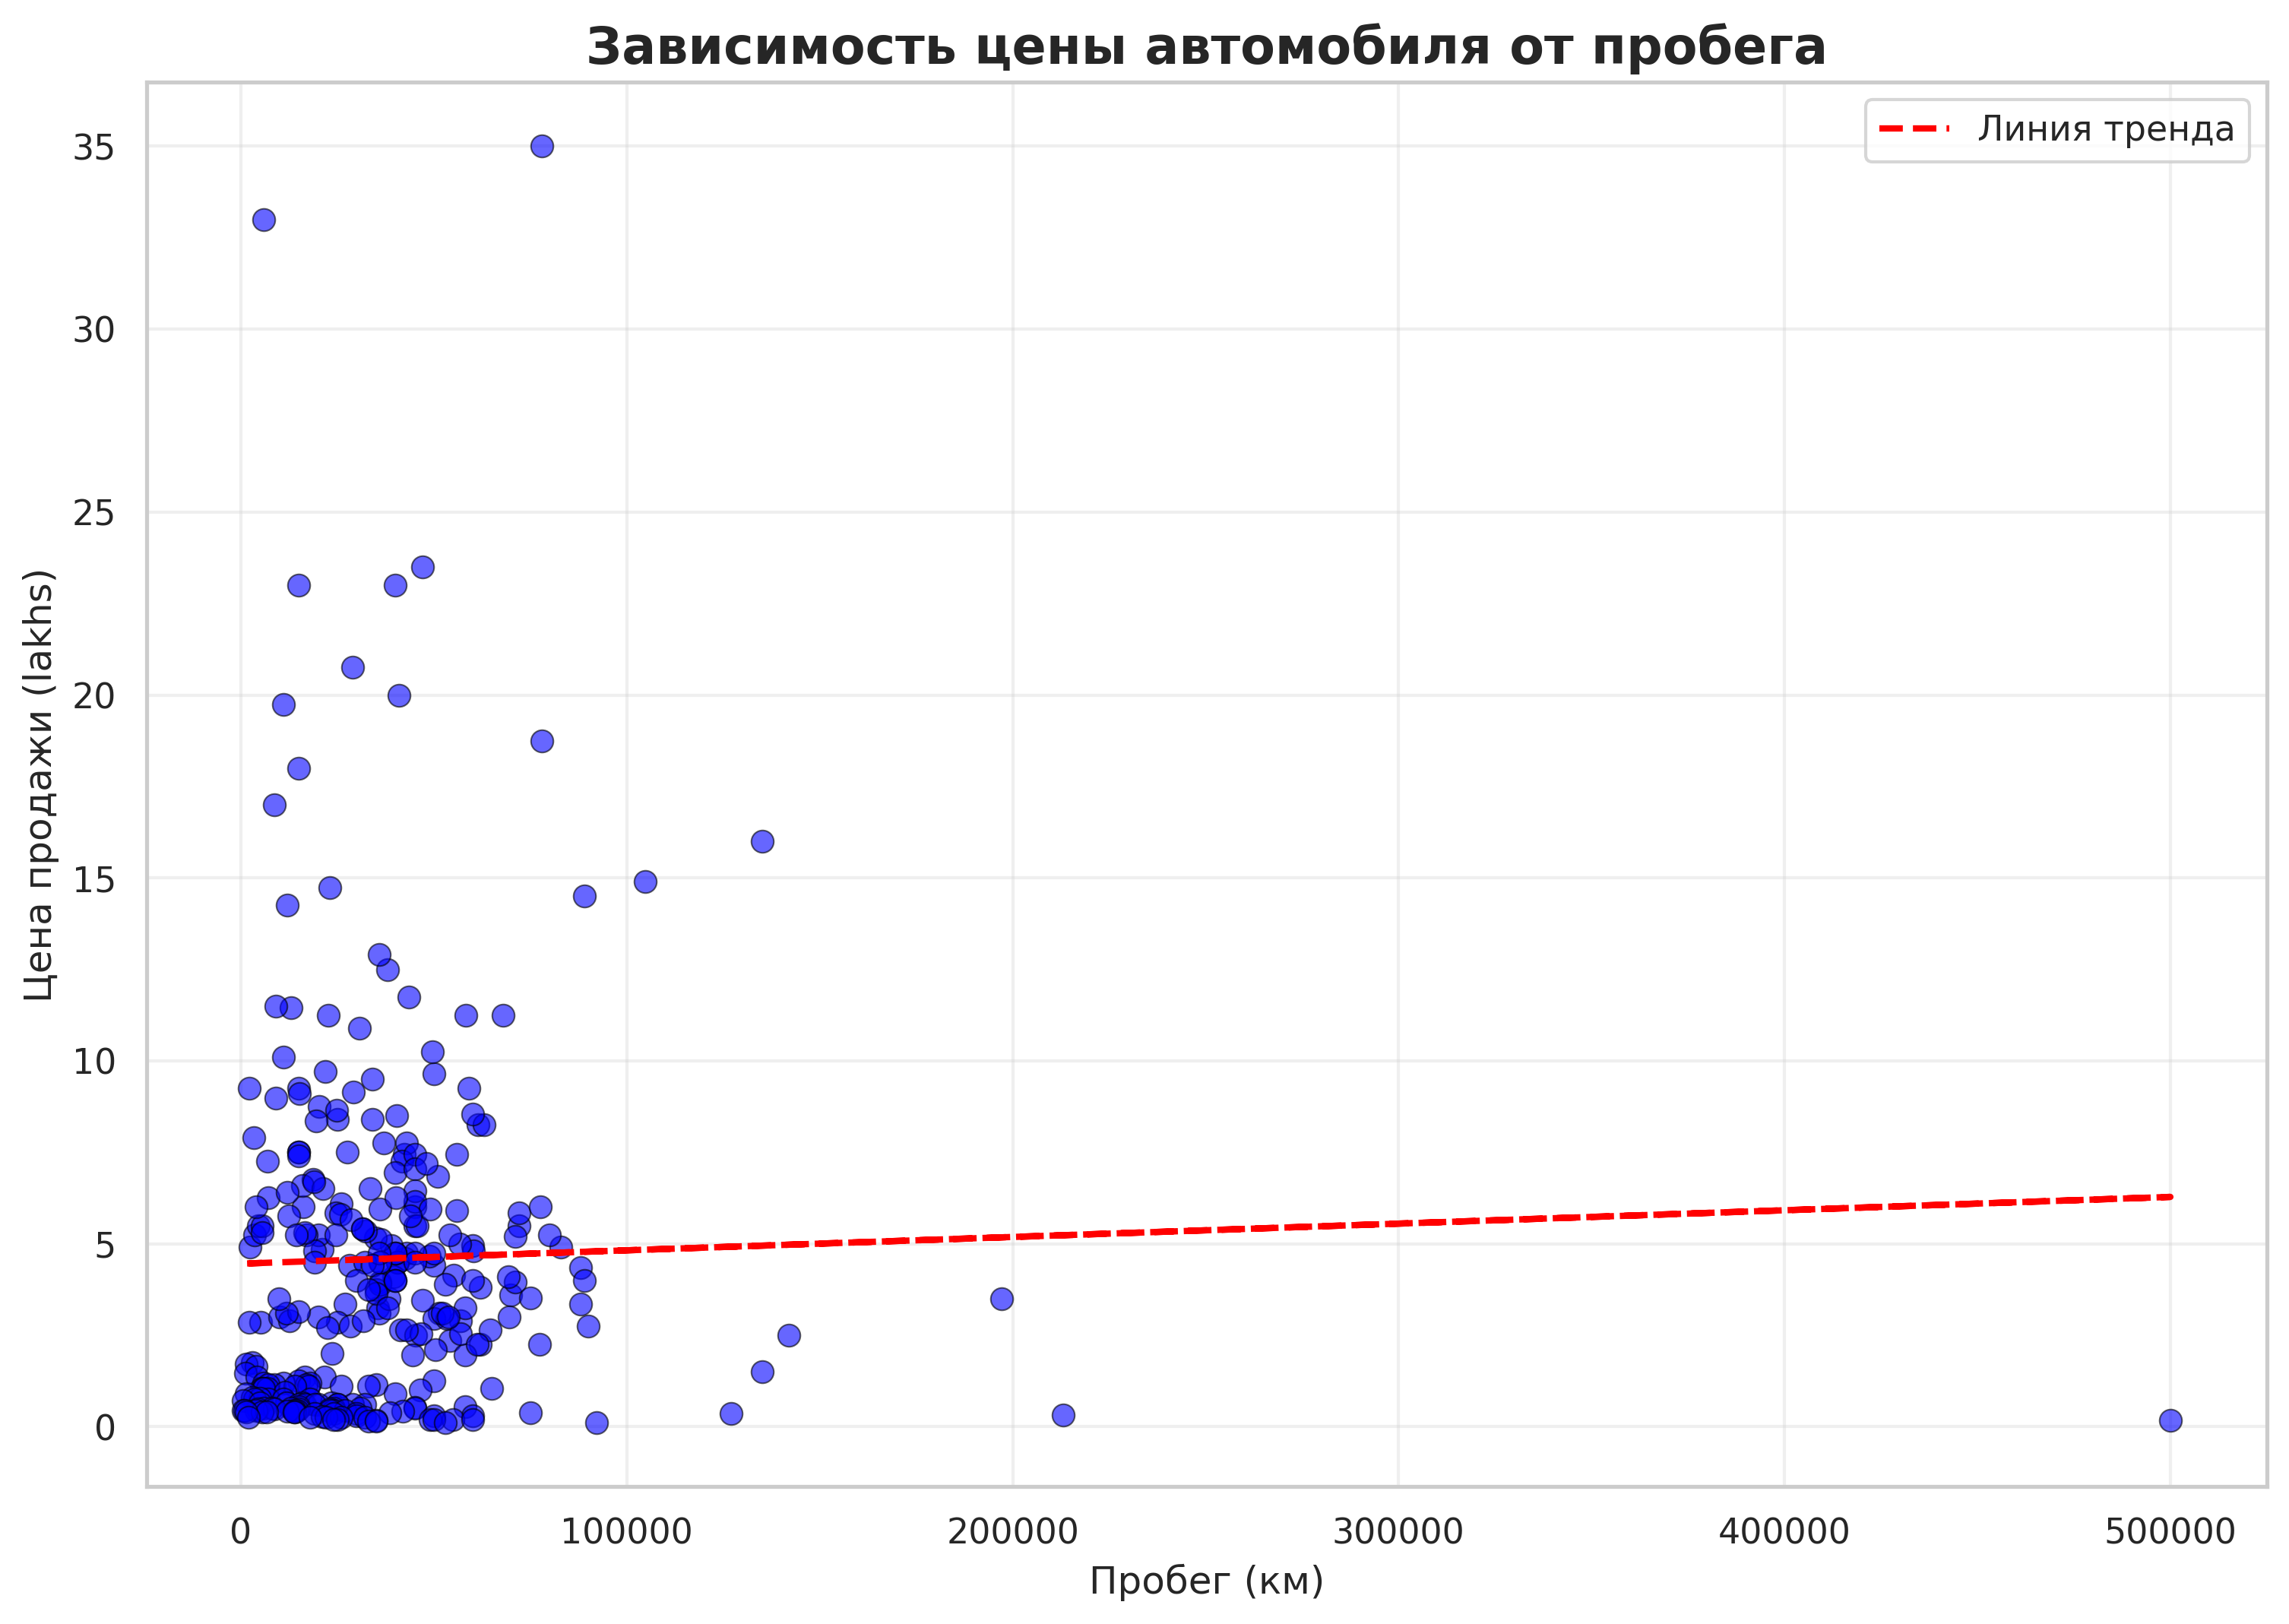 Зависимость цены автомобиля от пробега
Линия тренда
35
30
25
20
15
10
5
0
Цена продажи (lakhs)
0 100000 200000 300000 400000 500000
Пробег (км)